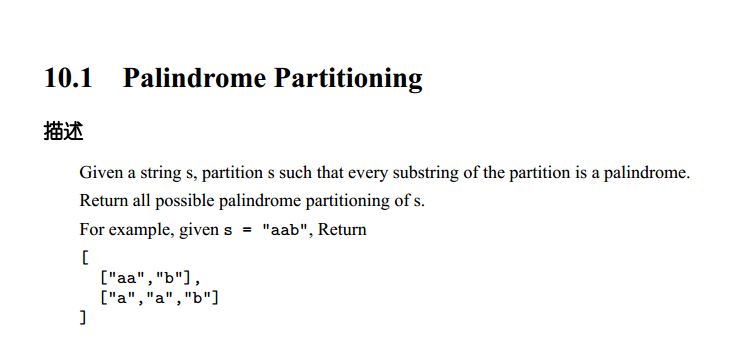 10.1 Palindrome Partitioning
描述
Given a string s, partition s such that every substring of the partition is a palindrome.
Return all possible palindrome partitioning of s.
For example, given s = "aab", Return
[
["aa","b"],
["a","a","b"]
]